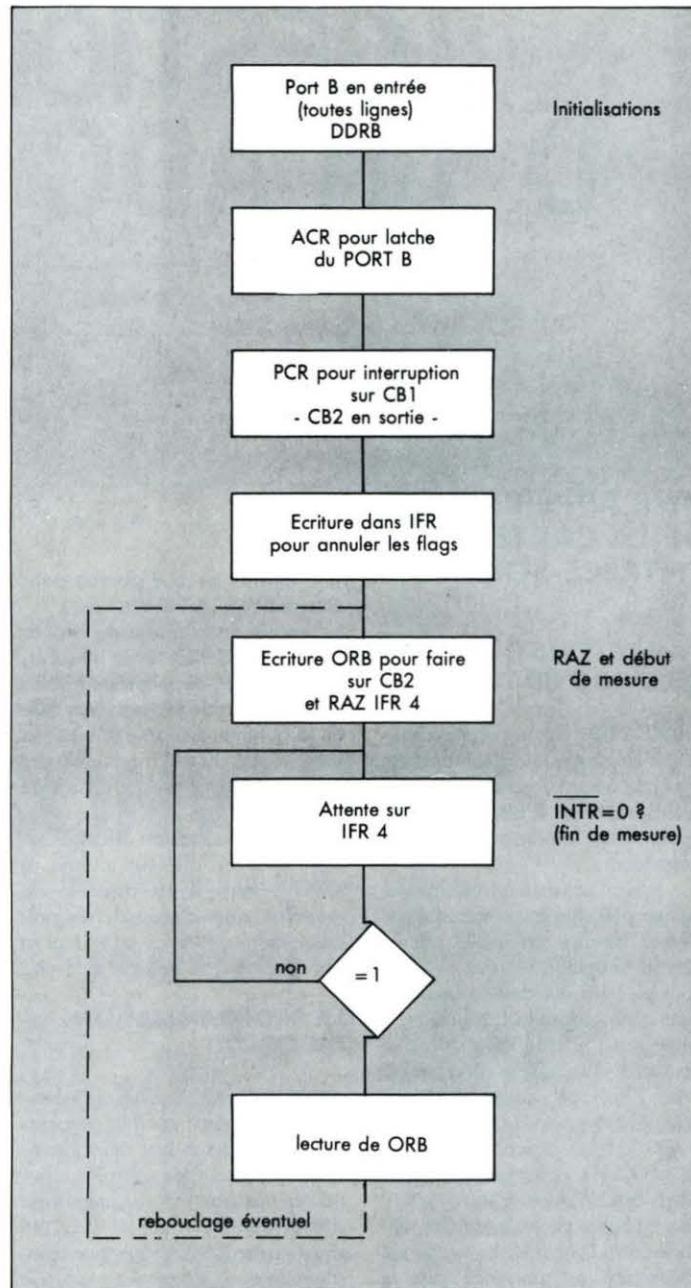 Port B en entrée
(toutes lignes)
DDRB
Initialisations
ACR pour latche
du PORT B
PCR pour interruption
sur CB1
- CB2 en sortie -
Ecriture dans IFR
pour annuler les flags
Ecriture ORB pour faire
sur CB2
et RAZ IFR 4
RAZ et début
de mesure
Attente sur
IFR 4
INTR=0 ?
(fin de mesure)
non
=1
lecture de ORB
rebouclage éventuel